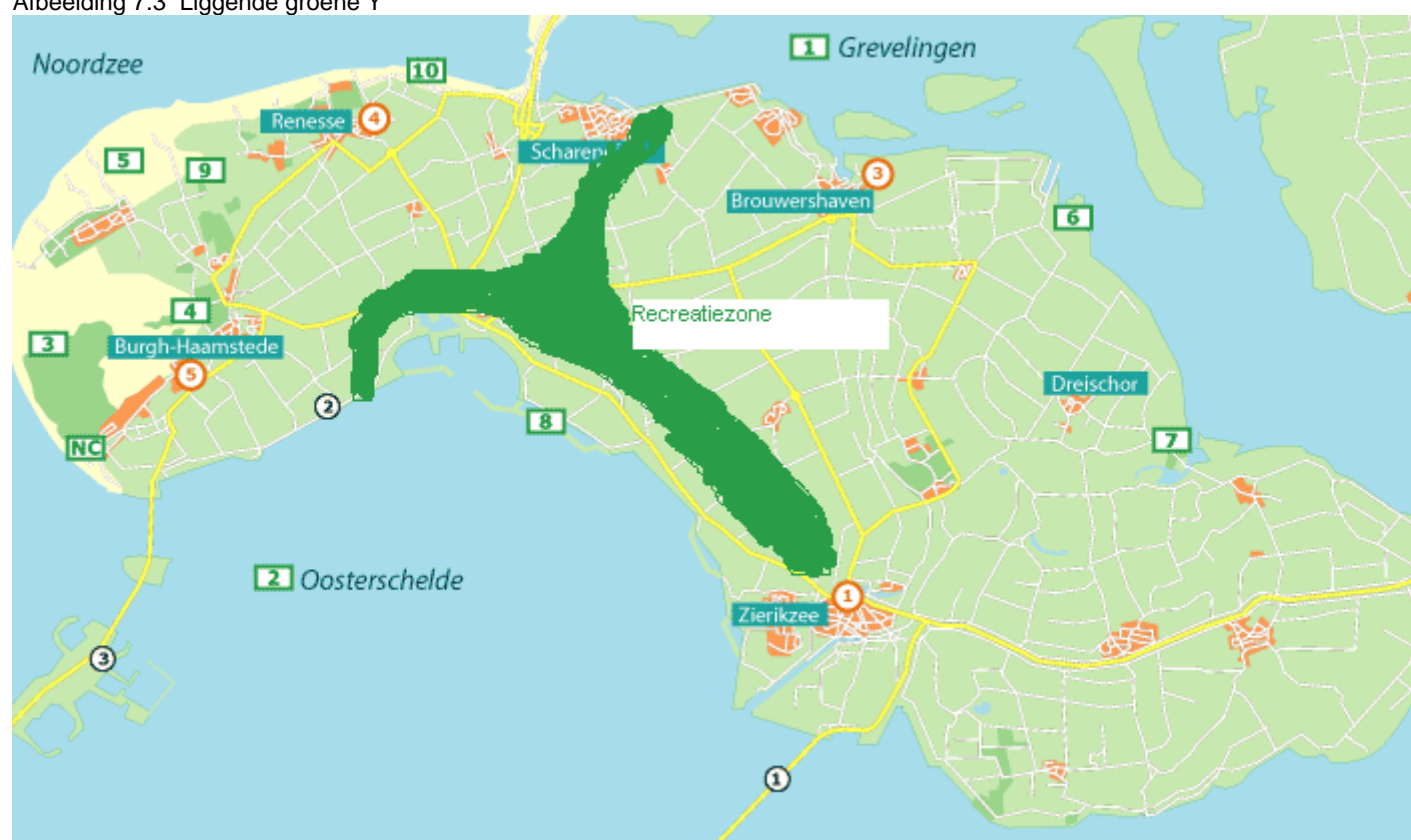 Afbeelding 7.3 Liggende groene Y
Noordzee
1 Grevelingen
10
Renesse 4
5
9
Scharen
3
Brouwershaven
6
4
Recreatiezone
3
Burgh-Haamstede
5
Dreischor
2
8
7
NC
2 Oosterschelde
1
Zierikzee
3
1